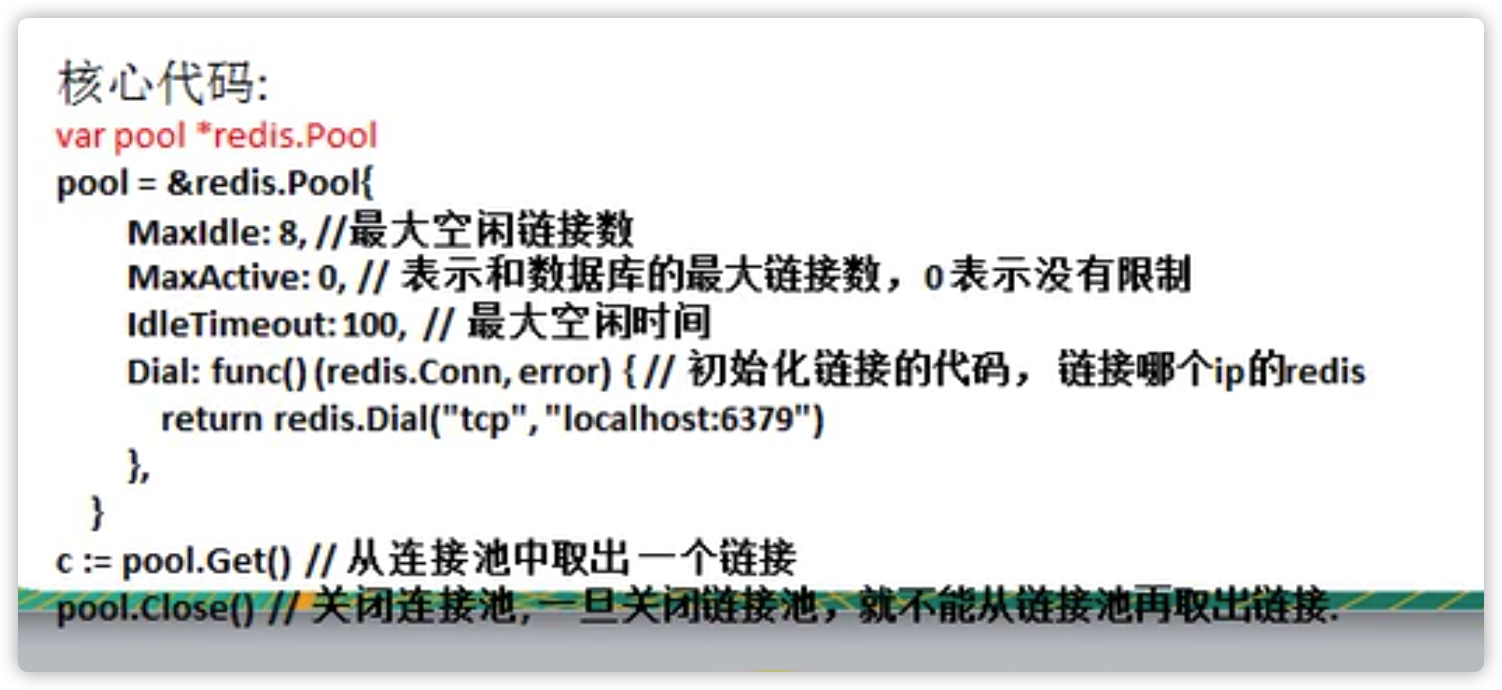 核心代码:
var pool *redis.Pool
pool = &redis.Pool{
MaxIdle: 8, //最大空闲链接数
MaxActive: 0, // 表示和数据库的最大链接数，0表示没有限制
IdleTimeout: 100, // 最大空闲时间
Dial: func() (redis.Conn, error) { // 初始化链接的代码，链接哪个ip的redis
return redis.Dial("tcp", "localhost:6379")
},
}
c := pool.Get() // 从连接池中取出一个链接
pool.Close() // 关闭连接池, 一旦关闭链接池，就不能从链接池再取出链接.